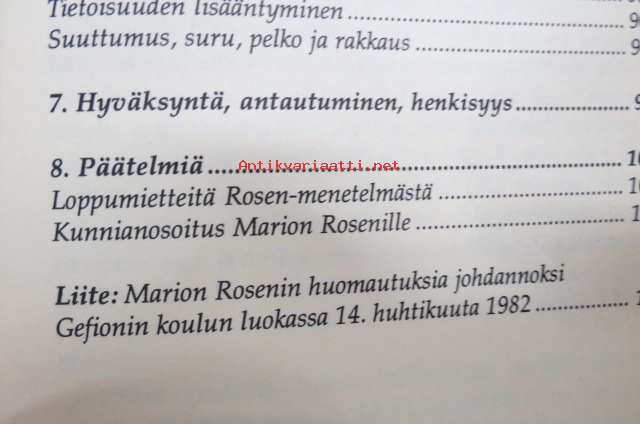 Tietoisuuden lisääntyminen
Suuttumus, suru, pelko ja rakkaus
7. Hyväksyntä, antautuminen, henkisyys
8. Päätelmiä
Antikvariaatti.net
Loppumietteitä Rosen-menetelmästä
Kunnianosoitus Marion Rosenille
Liite: Marion Rosenin huomautuksia johdannoksi
Gefionin koulun luokassa 14. huhtikuuta 1982